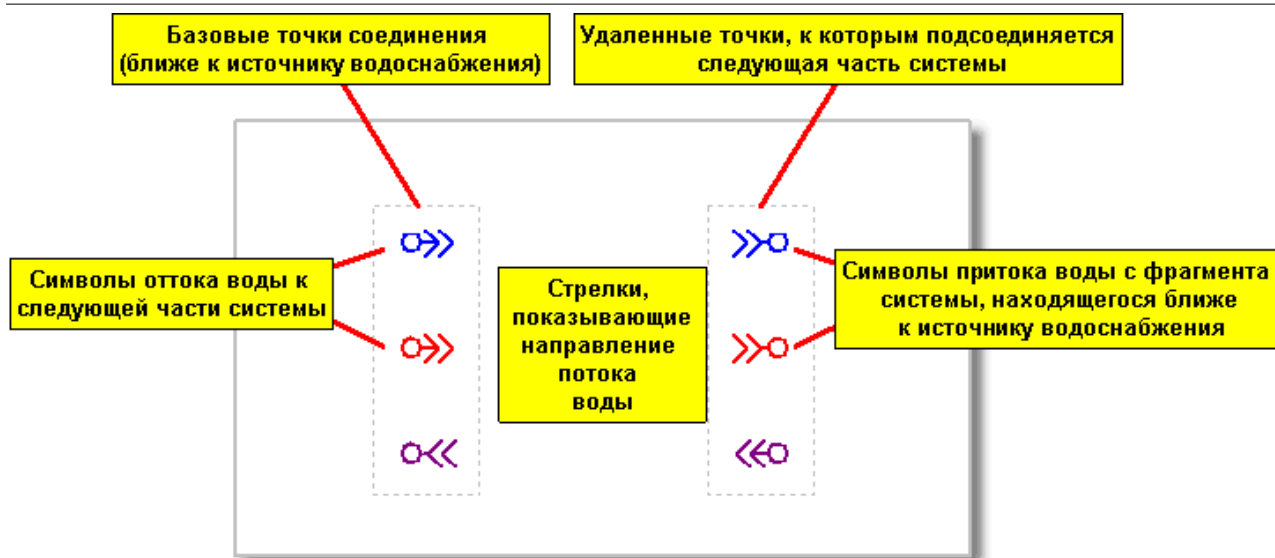 Базовые точки соединения
(ближе к источнику водоснабжения)
Удаленные точки, к которым подсоединяется
следующая часть системы
Символы оттока воды к
следующей части системы
Стрелки,
показывающие
направление
потока
воды
Символы притока воды с фрагмента
системы, находящегося ближе
к источнику водоснабжения